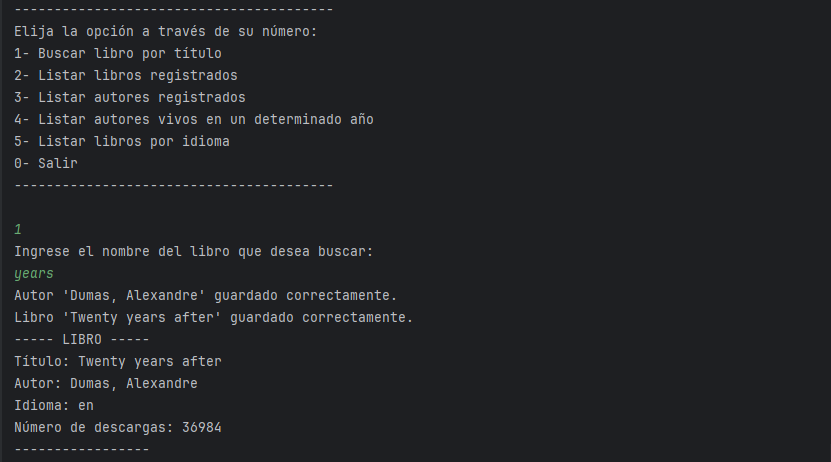 ----------------------------------------
Elija la opción a través de su número:
1- Buscar libro por título
2- Listar libros registrados
3- Listar autores registrados
4- Listar autores vivos en un determinado año
5- Listar libros por idioma
0- Salir
----------------------------------------
1
Ingrese el nombre del libro que desea buscar:
years
Autor 'Dumas, Alexandre' guardado correctamente.
Libro 'Twenty years after' guardado correctamente.
----- LIBRO -----
Título: Twenty years after
Autor: Dumas, Alexandre
Idioma: en
Número de descargas: 36984
-----------------